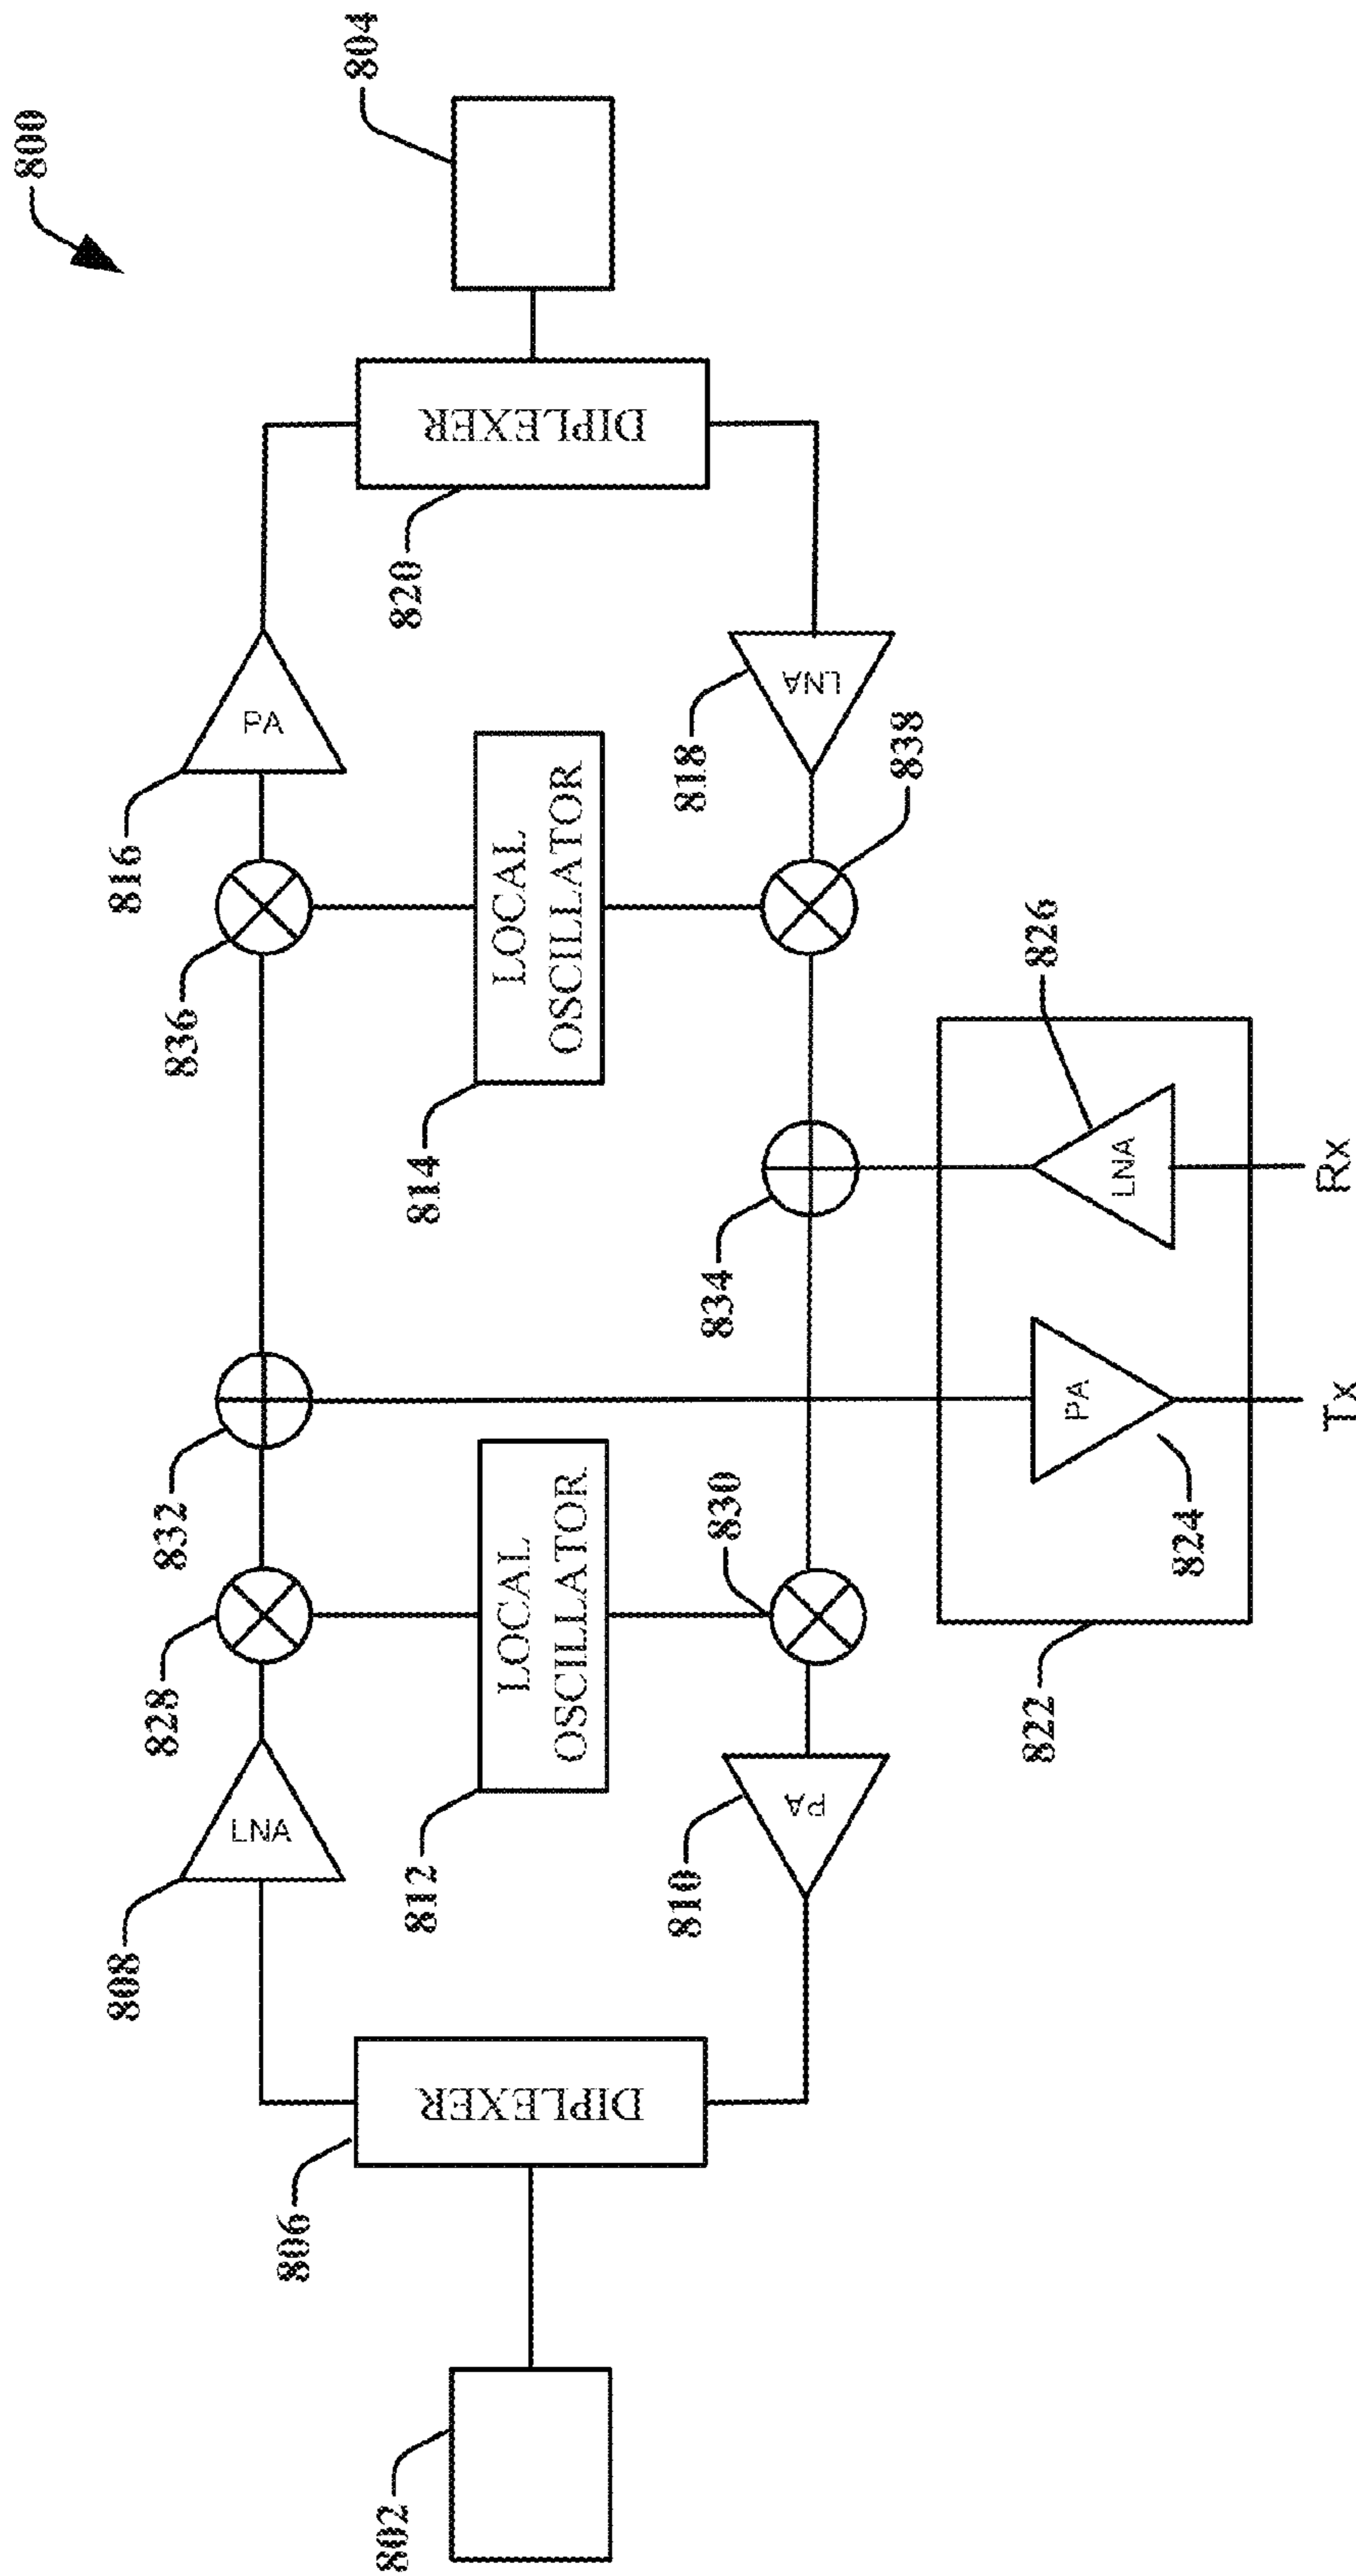 800
804
DIPLEXER
820
PA
816
LNA
818
836
LOCAL
OSCILLATOR
814
838
834
LNA
826
Rx
832
PA
824
Tx
822
828
LOCAL
OSCILLATOR
812
830
LNA
808
PA
810
DIPLEXER
806
802